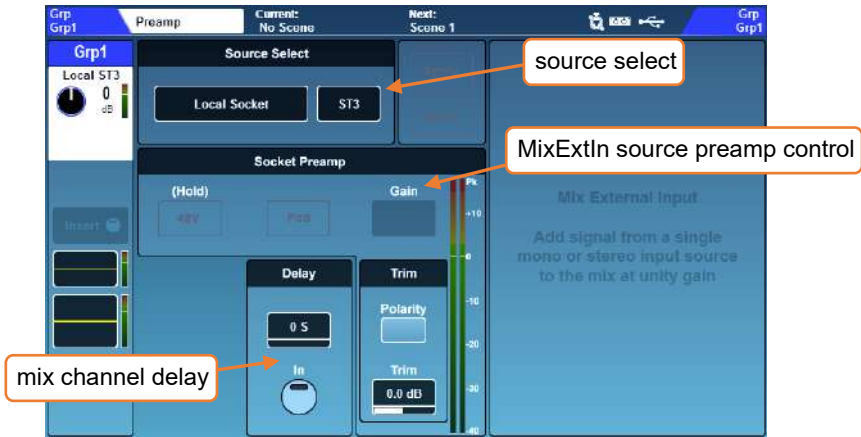 Grp
Grp1
Preamp
Current:
No Scene
Next:
Scene 1
Grp
Grp1
Grp1
Local ST3
0
dB
Insert
Source Select
Local Socket
ST3
source select
Socket Preamp
MixExtIn source preamp control
(Hold)
48V
Pad
Gain
Pk
+10
0
-10
-20
-30
-40
Mix External Input
Add signal from a single
mono or stereo input source
to the mix at unity gain
Delay
0 S
In
mix channel delay
Trim
Polarity
Trim
0.0 dB